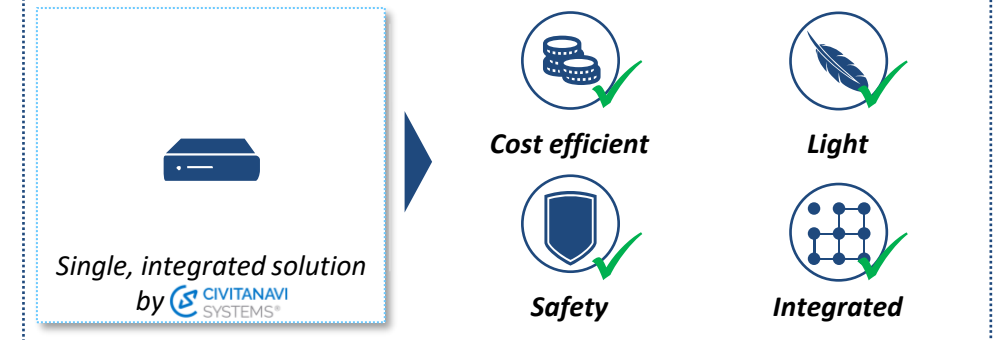 Cost efficient
Light
Single, integrated solution
by CIVITANAVI
SYSTEMS®
Safety
Integrated